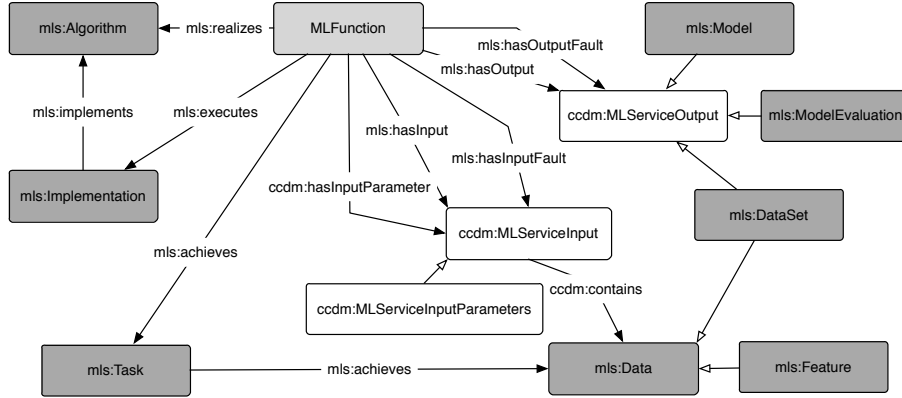 mls:Algorithm
mls:realizes
MLFunction
mls:hasOutputFault
mls:Model
mls:hasOutput
mls:implements
mls:executes
ccdm:MLServiceOutput
mls:ModelEvaluation
mls:hasInput
mls:hasInputFault
ccdm:hasInputParameter
mls:Implementation
mls:DataSet
ccdm:MLServiceInput
mls:achieves
ccdm:contains
ccdm:MLServiceInputParameters
mls:Task
mls:achieves
mls:Data
mls:Feature